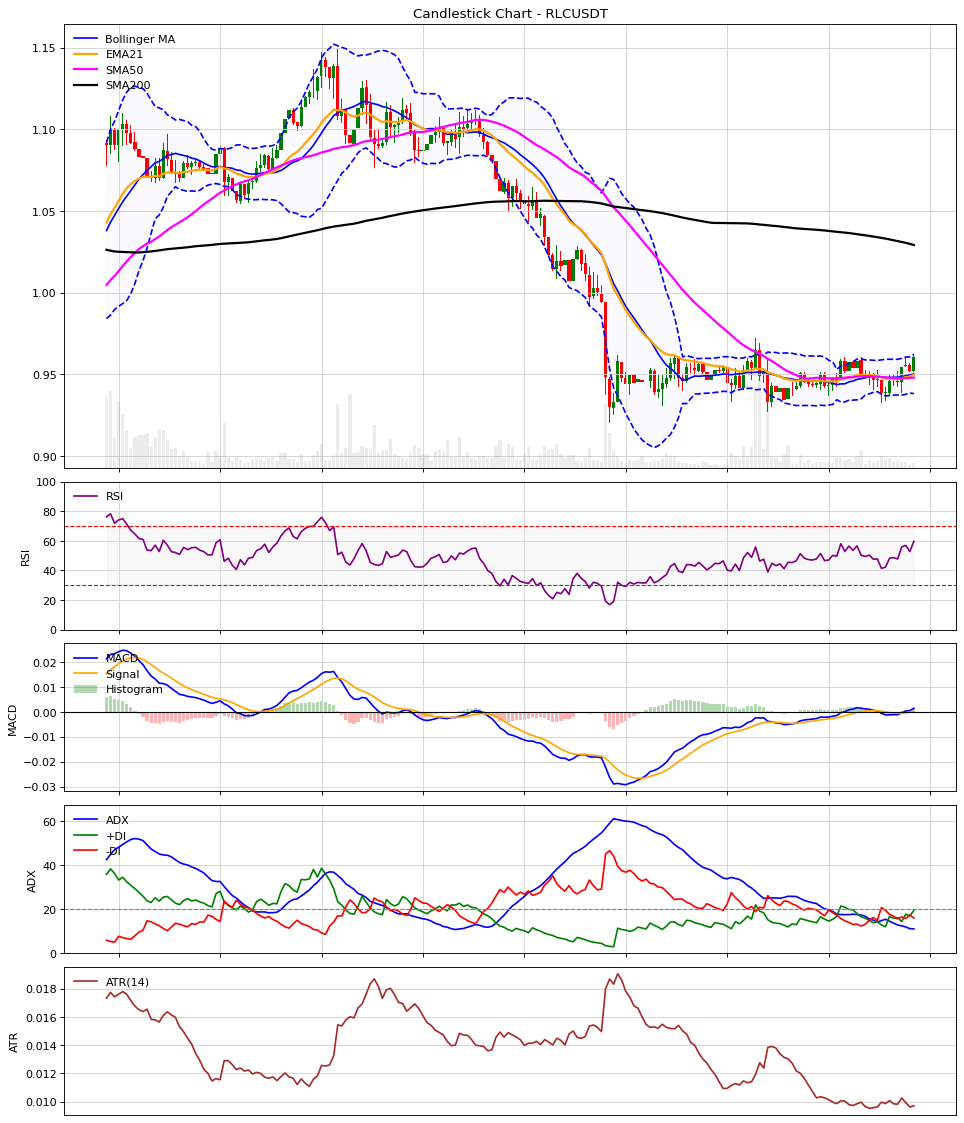 Candlestick Chart - RLCUSDT
Bollinger MA
EMA21
SMA50
SMA200
1.15
1.10
1.05
1.00
0.95
0.90
RSI
100
80
60
40
20
0
RSI
MACD
Signal
Histogram
0.02
0.01
0.00
−0.01
−0.02
−0.03
MACD
ADX
+DI
-DI
60
40
20
0
ADX
ATR(14)
0.018
0.016
0.014
0.012
0.010
ATR